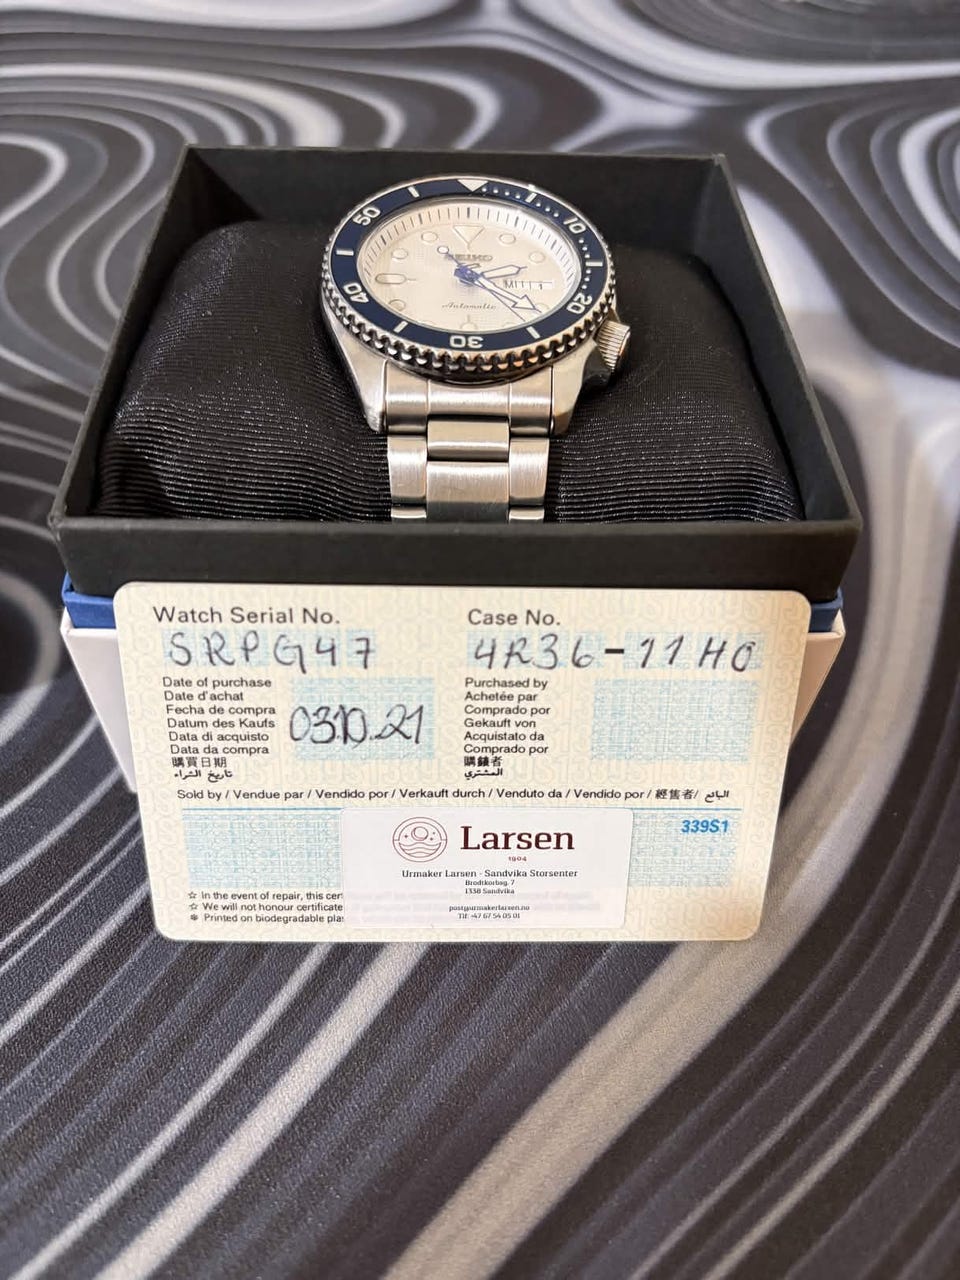 50
10
20
30
40
SEIKO
Automatic
Watch Serial No.
SRPG47
Case No.
4R36-11H0
Date of purchase
Date d'achat
Fecha de compra
Datum des Kaufs
Data di acquisto
Data da compra
購買日期
تاريخ الشراء
03.10.21
Purchased by
Achetée par
Comprado por
Gekauft von
Acquistato da
Comprado por
購錶者
المشتري
Sold by / Vendue par / Vendido por / Verkauft durch / Venduto da / Vendido por / 經售者 / البائع
339S1
Larsen
1904
Urmaker Larsen - Sandvika Storsenter
Brodtkorbsg. 7
1338 Sandvika
post@urmakerlarsen.no
Tlf: +47 67 54 05 01
☆ In the event of repair, this cer
☆ We will not honour certificate
✽ Printed on biodegradable plas